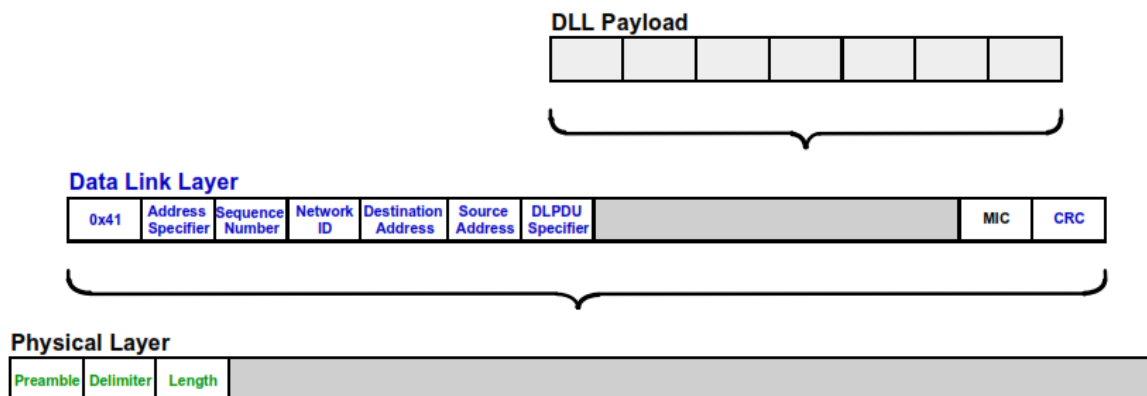 DLL Payload
Data Link Layer
0x41
Address
Specifier
Sequence
Number
Network
ID
Destination
Address
Source
Address
DLPDU
Specifier
MIC
CRC
Physical Layer
Preamble
Delimiter
Length